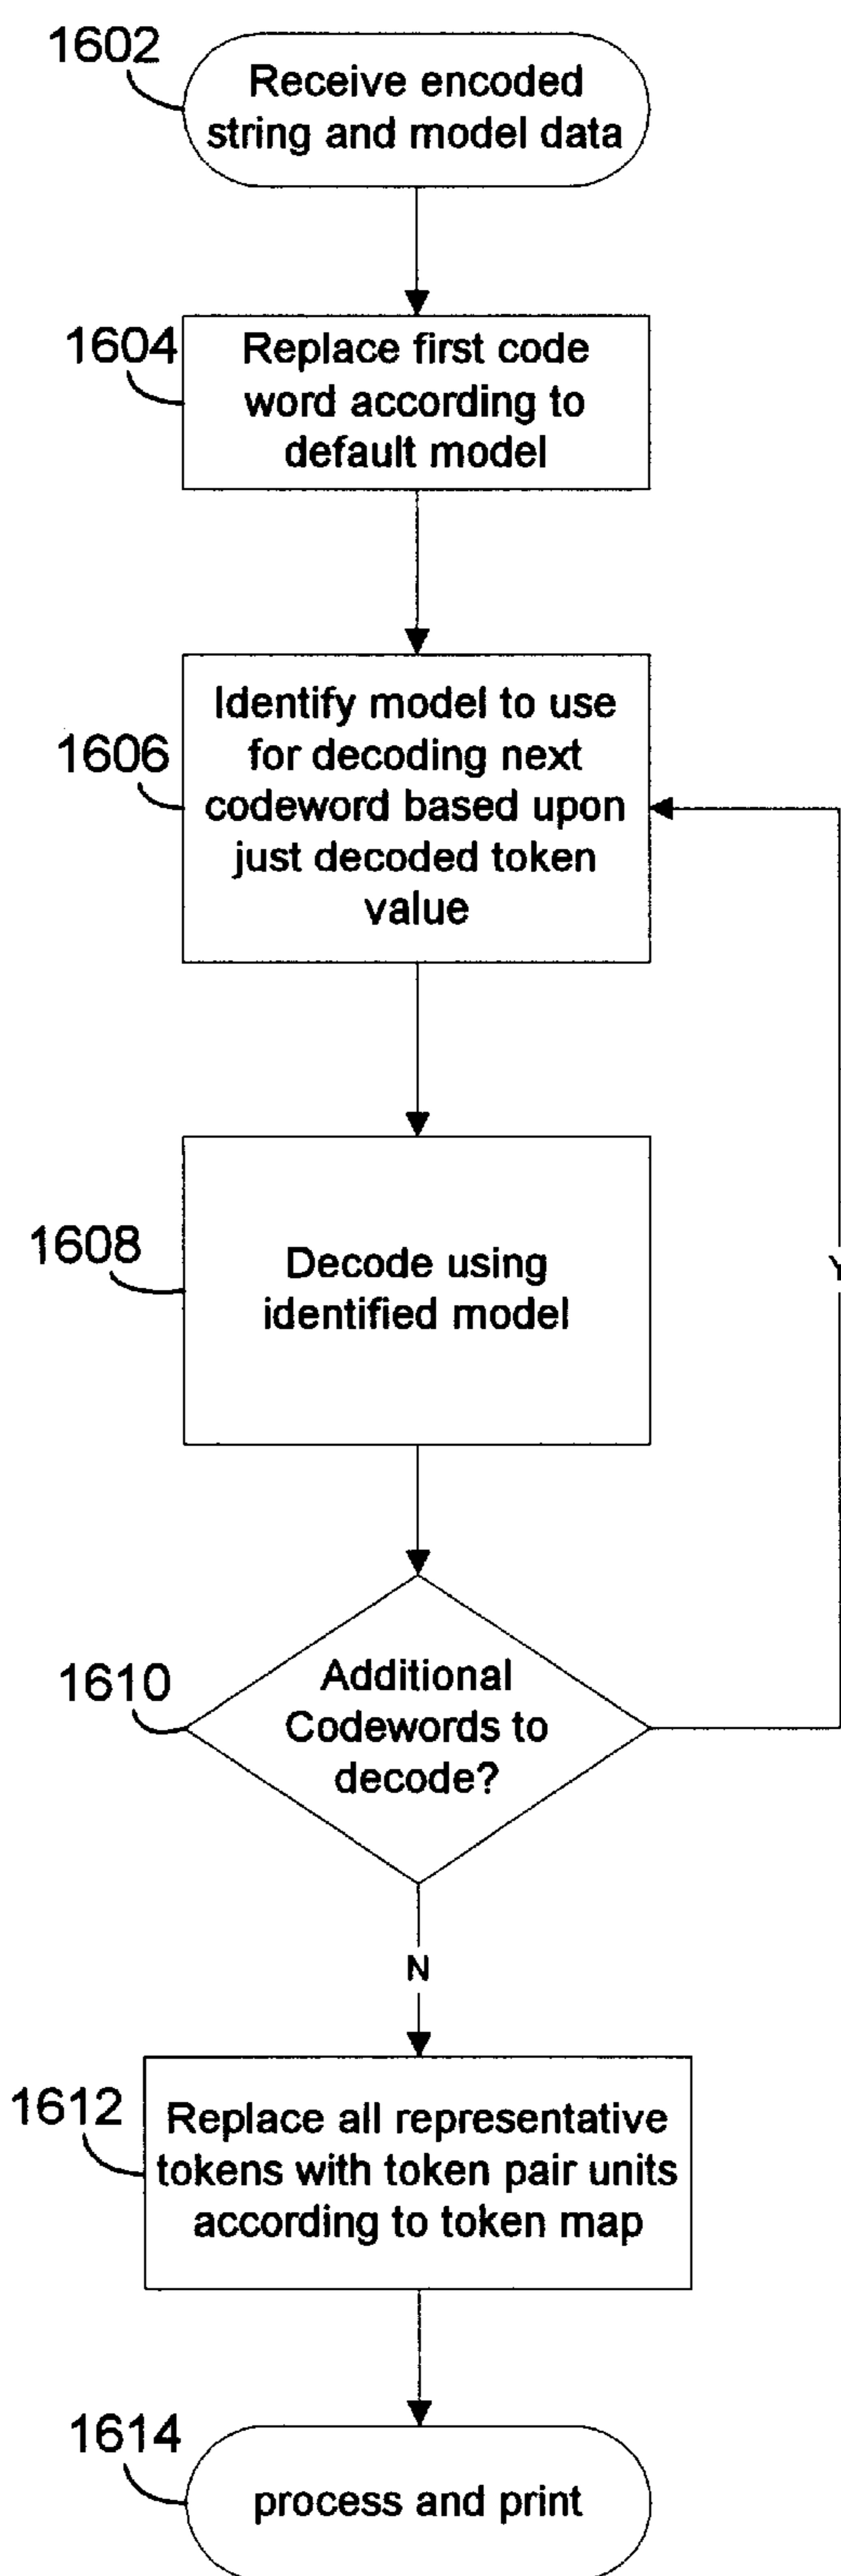 1602
Receive encoded
string and model data
1604
Replace first code
word according to
default model
1606
Identify model to use
for decoding next
codeword based upon
just decoded token
value
1608
Decode using
identified model
Y
1610
Additional
Codewords to
decode?
N
1612
Replace all representative
tokens with token pair units
according to token map
1614
process and print